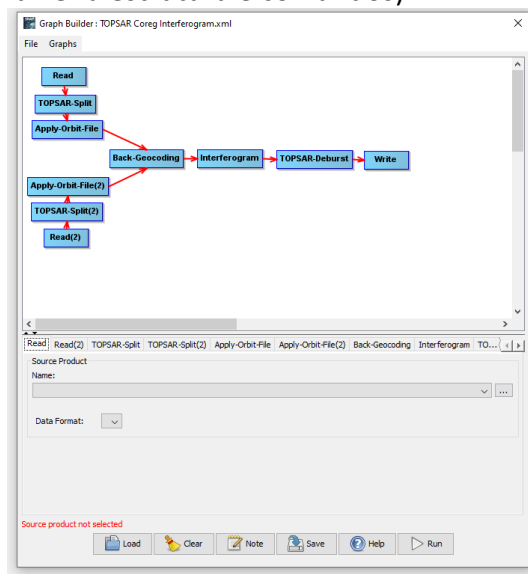 Graph Builder : TOPSAR Coreg Interferogram.xml
File Graphs
Read
TOPSAR-Split
Apply-Orbit-File
Back-Geocoding Interferogram TOPSAR-Deburst Write
Apply-Orbit-File(2)
TOPSAR-Split(2)
Read(2)
Read Read(2) TOPSAR-Split TOPSAR-Split(2) Apply-Orbit-File Apply-Orbit-File(2) Back-Geocoding Interferogram TO...
Source Product
Name:
...
Data Format:
Source product not selected
Load Clear Note Save Help Run